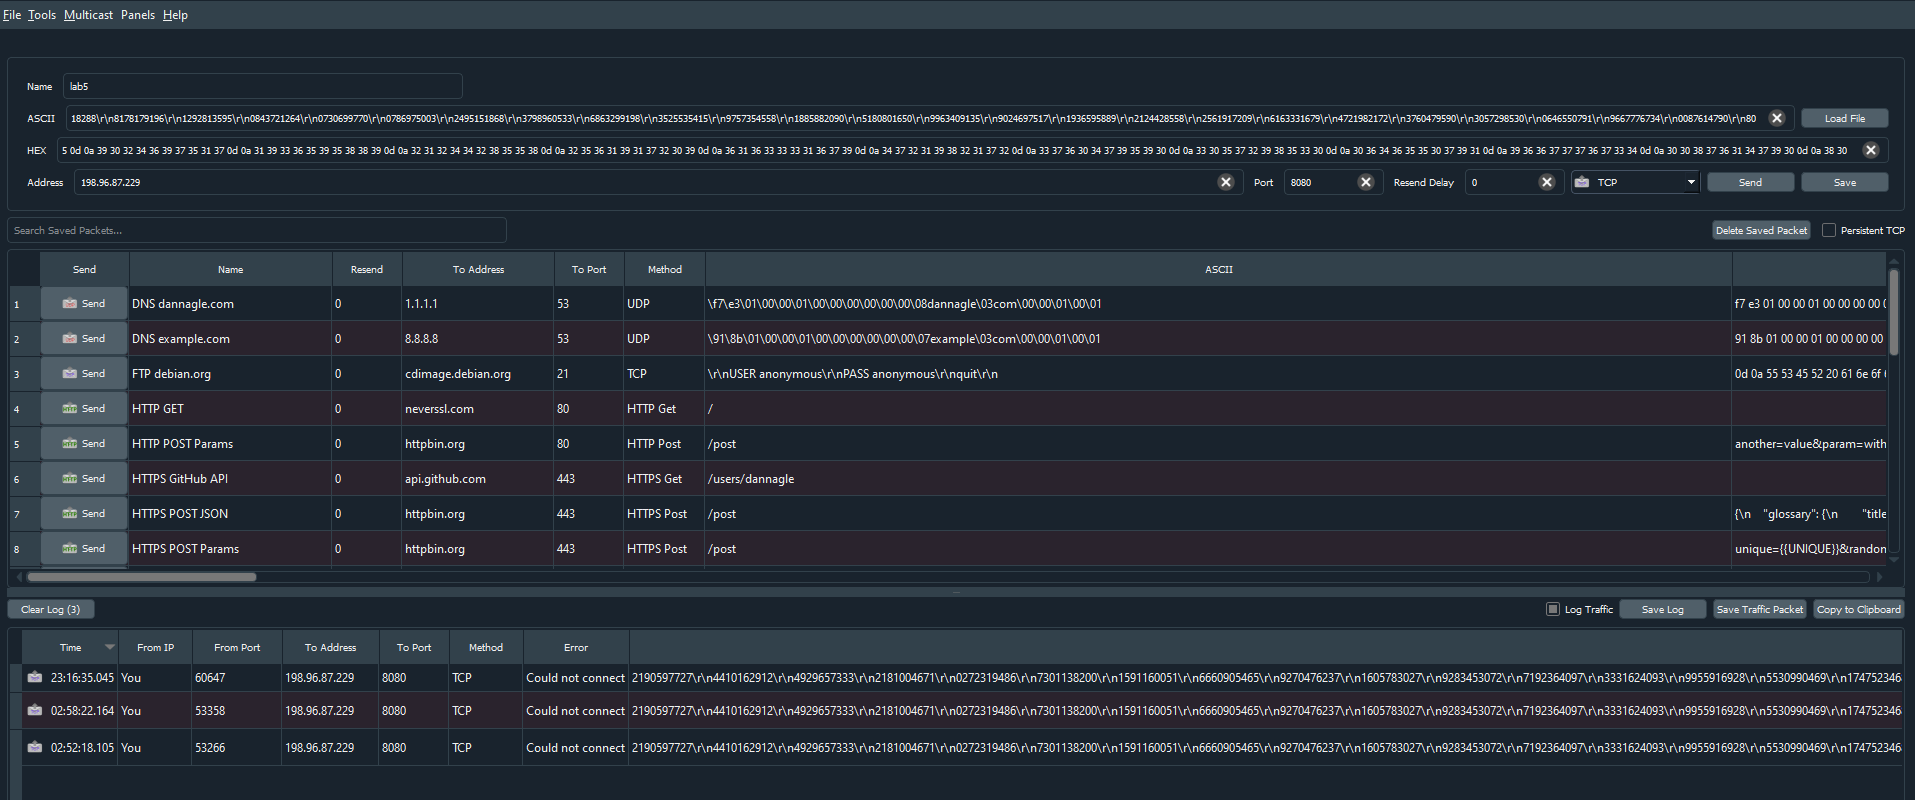 File Tools Multicast Panels Help
Name lab5
ASCII 18288\r\n8178179196\r\n1292813595\r\n0843721264\r\n0730699770\r\n0786975003\r\n2495151868\r\n3798960533\r\n6863299198\r\n3525535415\r\n9757354558\r\n1885882090\r\n5180801650\r\n9963409135\r\n9024697517\r\n1936595889\r\n2124428558\r\n2561917209\r\n6163331679\r\n4721982172\r\n3760479590\r\n3057298530\r\n0646550791\r\n9667776734\r\n0087614790\r\n80 Load File
HEX 5 0d 0a 39 30 32 34 36 39 37 35 31 37 0d 0a 31 39 33 36 35 39 35 38 38 39 0d 0a 32 31 32 34 34 32 38 35 35 38 0d 0a 32 35 36 31 39 31 37 32 30 39 0d 0a 36 31 36 33 33 33 31 36 37 39 0d 0a 34 37 32 31 39 38 32 31 37 32 0d 0a 33 37 36 30 34 37 39 35 39 30 0d 0a 33 30 35 37 32 39 38 35 33 30 0d 0a 30 36 34 36 35 35 30 37 39 31 0d 0a 39 36 36 37 37 37 36 37 33 34 0d 0a 30 30 38 37 36 31 34 37 39 30 0d 0a 38 30
Address 198.96.87.229 Port 8080 Resend Delay 0 TCP Send Save
Search Saved Packets... Delete Saved Packet Persistent TCP
Send Name Resend To Address To Port Method ASCII
1 Send DNS dannagle.com 0 1.1.1.1 53 UDP \f7\e3\01\00\00\01\00\00\00\00\00\00\08dannagle\03com\00\00\01\00\01 f7 e3 01 00 00 01 00 00 00 00
2 Send DNS example.com 0 8.8.8.8 53 UDP \91\8b\01\00\00\01\00\00\00\00\00\00\07example\03com\00\00\01\00\01 91 8b 01 00 00 01 00 00 00 00
3 Send FTP debian.org 0 cdimage.debian.org 21 TCP \r\nUSER anonymous\r\nPASS anonymous\r\nquit\r\n 0d 0a 55 53 45 52 20 61 6e 6f
4 Send HTTP GET 0 neverssl.com 80 HTTP Get /
5 Send HTTP POST Params 0 httpbin.org 80 HTTP Post /post another=value&param=with
6 Send HTTPS GitHub API 0 api.github.com 443 HTTPS Get /users/dannagle
7 Send HTTPS POST JSON 0 httpbin.org 443 HTTPS Post /post {\n "glossary": {\n "title
8 Send HTTPS POST Params 0 httpbin.org 443 HTTPS Post /post unique={{UNIQUE}}&random
Clear Log (3) Log Traffic Save Log Save Traffic Packet Copy to Clipboard
Time From IP From Port To Address To Port Method Error
23:16:35.045 You 60647 198.96.87.229 8080 TCP Could not connect 2190597727\r\n4410162912\r\n4929657333\r\n2181004671\r\n0272319486\r\n7301138200\r\n1591160051\r\n6660905465\r\n9270476237\r\n1605783027\r\n9283453072\r\n7192364097\r\n3331624093\r\n9955916928\r\n5530990469\r\n174752346
02:58:22.164 You 53358 198.96.87.229 8080 TCP Could not connect 2190597727\r\n4410162912\r\n4929657333\r\n2181004671\r\n0272319486\r\n7301138200\r\n1591160051\r\n6660905465\r\n9270476237\r\n1605783027\r\n9283453072\r\n7192364097\r\n3331624093\r\n9955916928\r\n5530990469\r\n174752346
02:52:18.105 You 53266 198.96.87.229 8080 TCP Could not connect 2190597727\r\n4410162912\r\n4929657333\r\n2181004671\r\n0272319486\r\n7301138200\r\n1591160051\r\n6660905465\r\n9270476237\r\n1605783027\r\n9283453072\r\n7192364097\r\n3331624093\r\n9955916928\r\n5530990469\r\n174752346